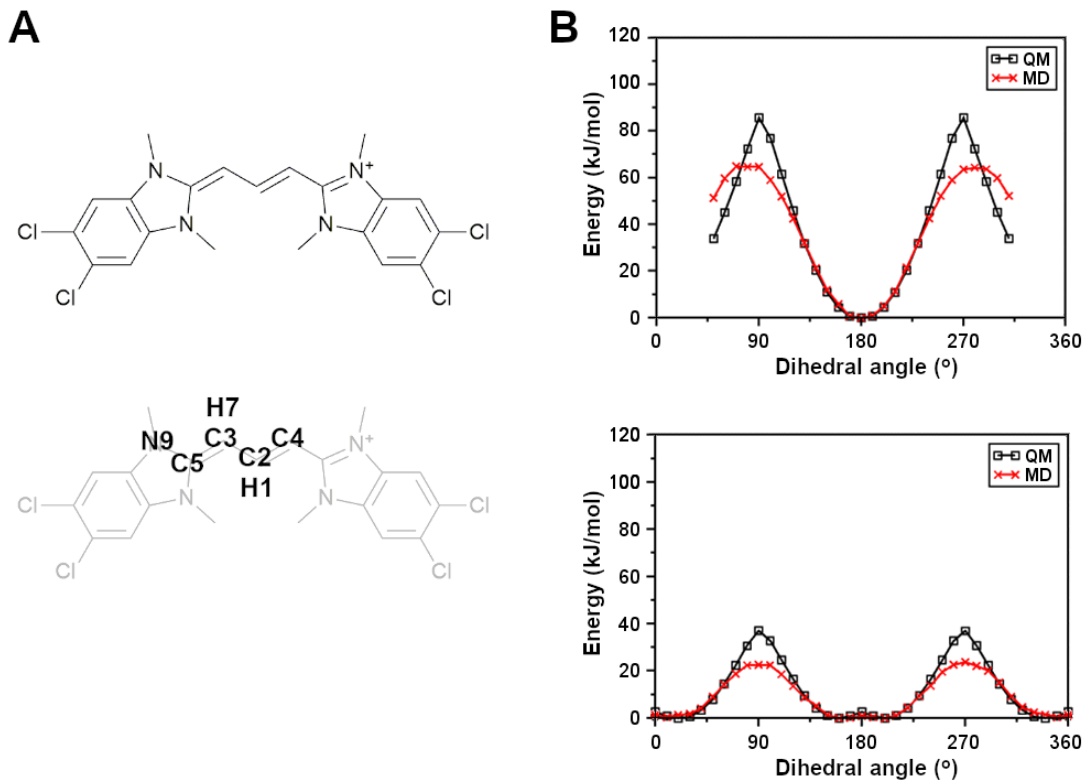 A
N
N
N+
N
Cl
Cl
Cl
Cl
H7
N9
C3
C4
C5
C2
H1
N
N+
N
Cl
Cl
Cl
Cl
B
120
100
80
60
40
20
0
Energy (kJ/mol)
QM
MD
0
90
180
270
360
Dihedral angle (o)
120
100
80
60
40
20
0
Energy (kJ/mol)
QM
MD
0
90
180
270
360
Dihedral angle (o)